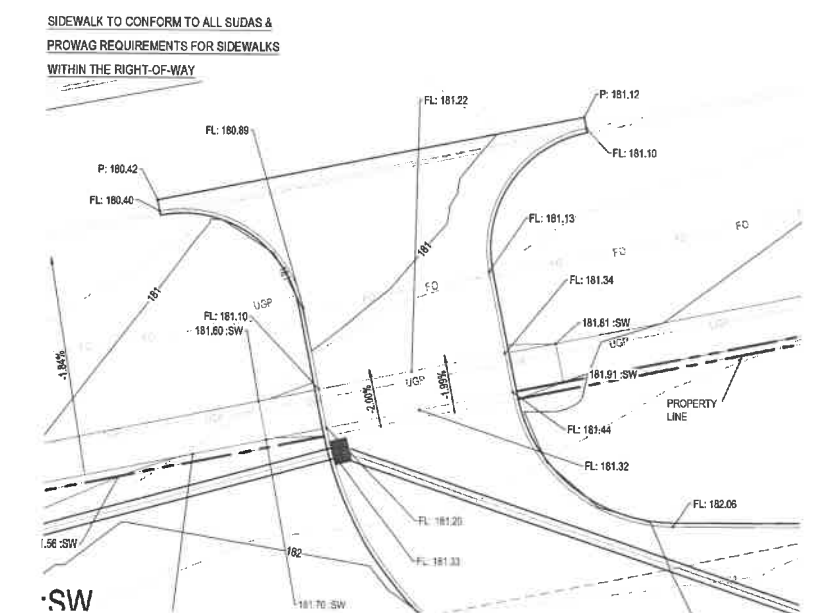 SIDEWALK TO CONFORM TO ALL SUDAS &
PROWAG REQUIREMENTS FOR SIDEWALKS
WITHIN THE RIGHT-OF-WAY
P: 181.12
FL: 181.22
FL: 180.89
FL: 181.10
P: 180.42
FL: 180.40
FL: 181.13
FO
FO
181
FO
FL: 181.34
181
UGP
FL: 181.10
181.60 :SW
181.61 :SW
UGP
-1.84%
UGP
-2.00%
-1.99%
181.91 :SW
PROPERTY
LINE
FL: 181.44
FL: 181.32
FL: 182.06
FL: 181.20
.56 :SW
182
FL: 181.33
181.70 :SW
:SW